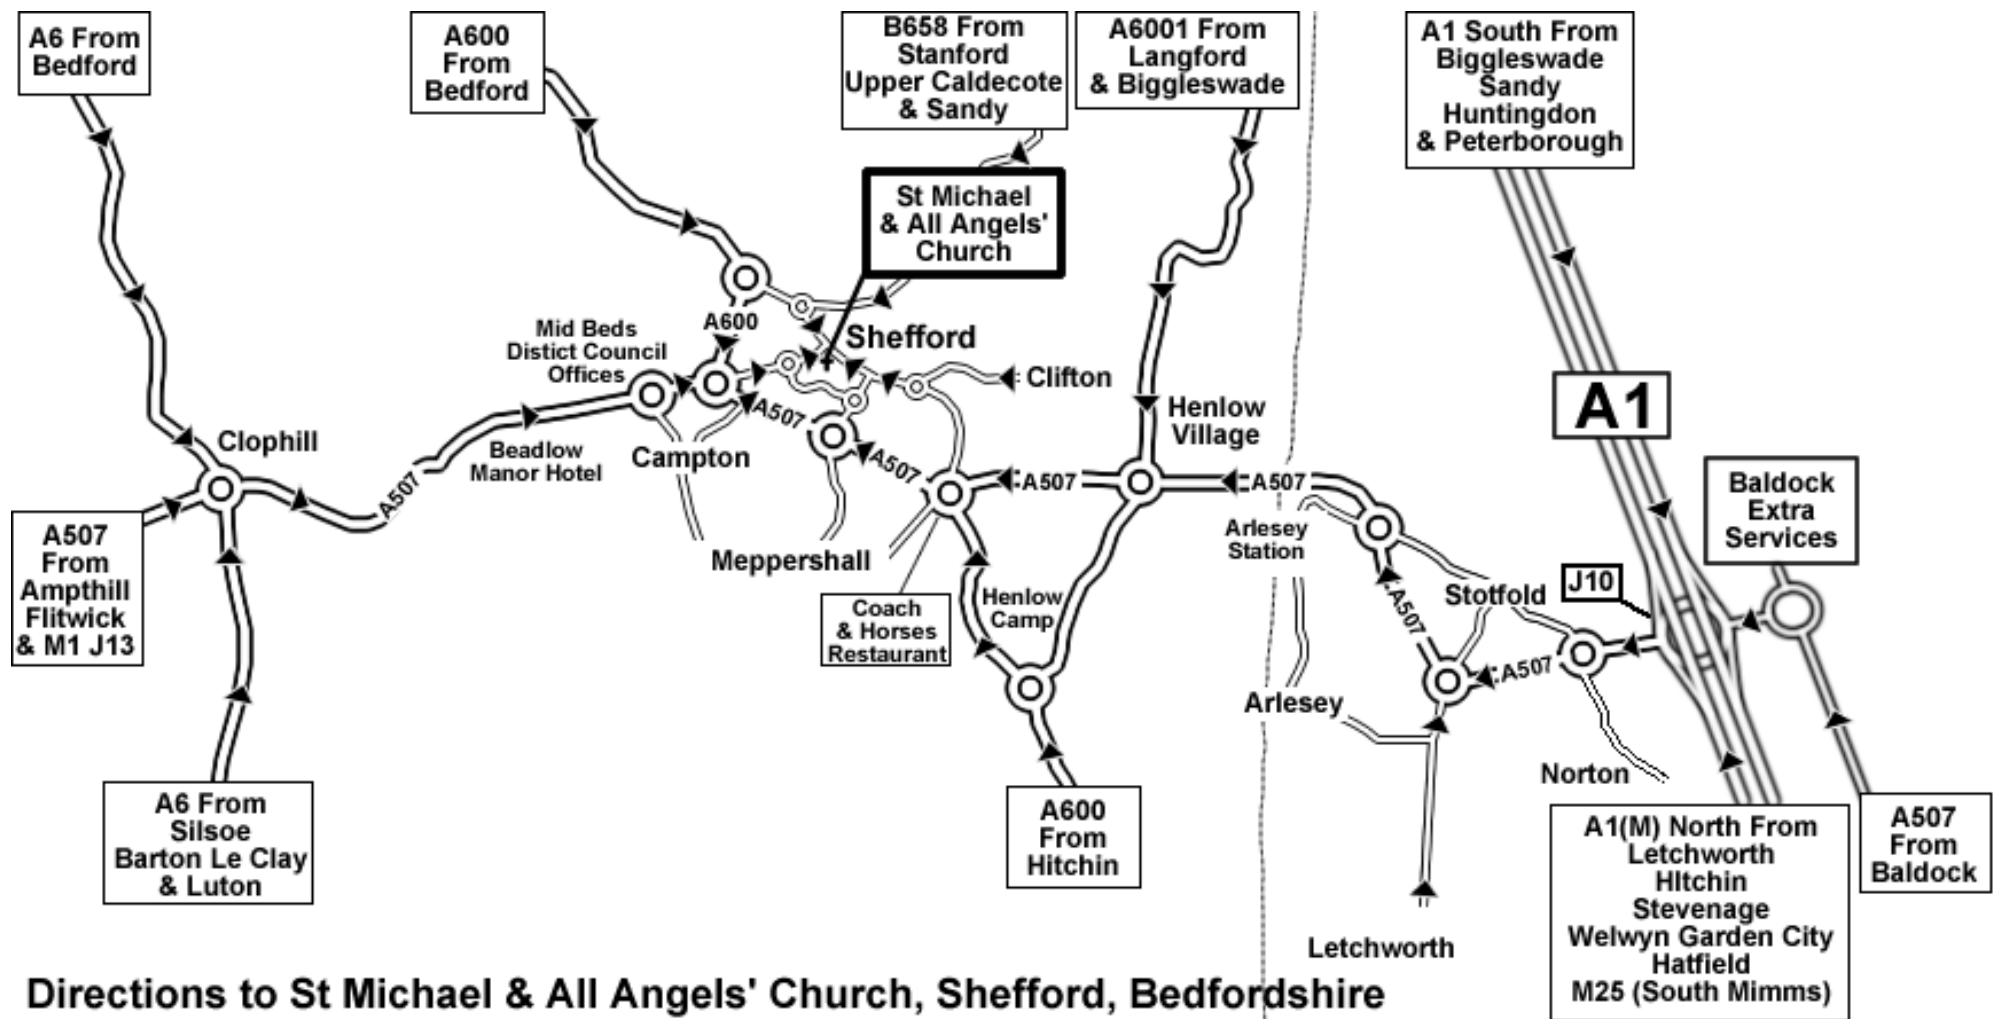 A6 From
Bedford
A600
From
Bedford
B658 From
Stanford
Upper Caldecote
& Sandy
A6001 From
Langford
& Biggleswade
A1 South From
Biggleswade
Sandy
Huntingdon
& Peterborough
St Michael
& All Angels'
Church
A600
Shefford
Mid Beds
Distict Council
Offices
Clifton
A507
Henlow
Village
A1
Clophill
Beadlow
Manor Hotel
Campton
A507
A507
A507
A507
A507
From
Ampthill
Flitwick
& M1 J13
Meppershall
Arlesey
Station
Baldock
Extra
Services
J10
Stotfold
A507
Coach
& Horses
Restaurant
Henlow
Camp
A507
Arlesey
Norton
A6 From
Silsoe
Barton Le Clay
& Luton
A600
From
Hitchin
A1(M) North From
Letchworth
HItchin
Stevenage
Welwyn Garden City
Hatfield
M25 (South Mimms)
A507
From
Baldock
Letchworth
Directions to St Michael & All Angels' Church, Shefford, Bedfordshire